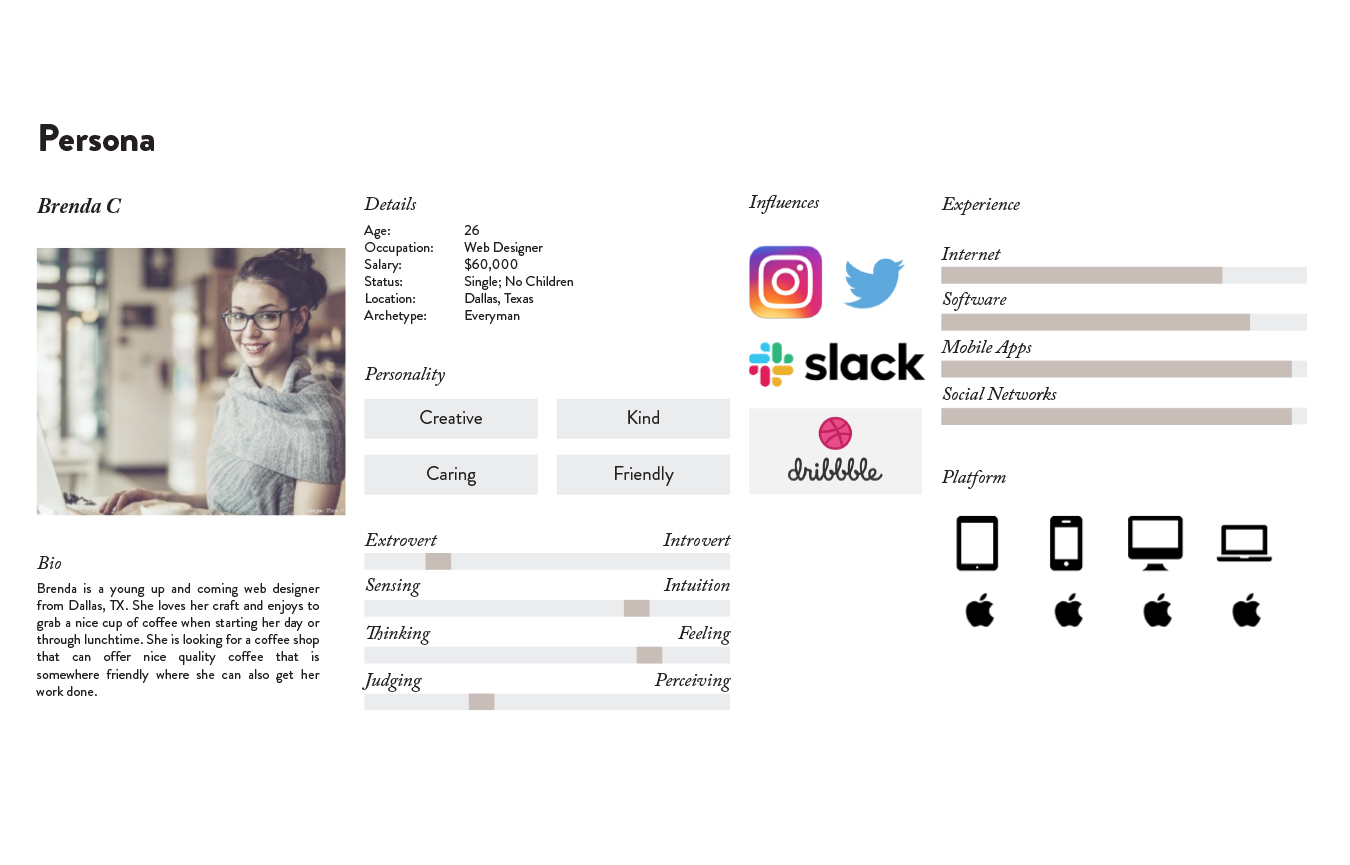 Persona
Brenda C
Bio
Brenda is a young up and coming web designer
from Dallas, TX. She loves her craft and enjoys to
grab a nice cup of coffee when starting her day or
through lunchtime. She is looking for a coffee shop
that can offer nice quality coffee that is
somewhere friendly where she can also get her
work done.
Details
Age: 26
Occupation: Web Designer
Salary: $60,000
Status: Single; No Children
Location: Dallas, Texas
Archetype: Everyman
Personality
Creative Kind
Caring Friendly
Extrovert Introvert
Sensing Intuition
Thinking Feeling
Judging Perceiving
Influences
slack
dribbble
Experience
Internet
Software
Mobile Apps
Social Networks
Platform